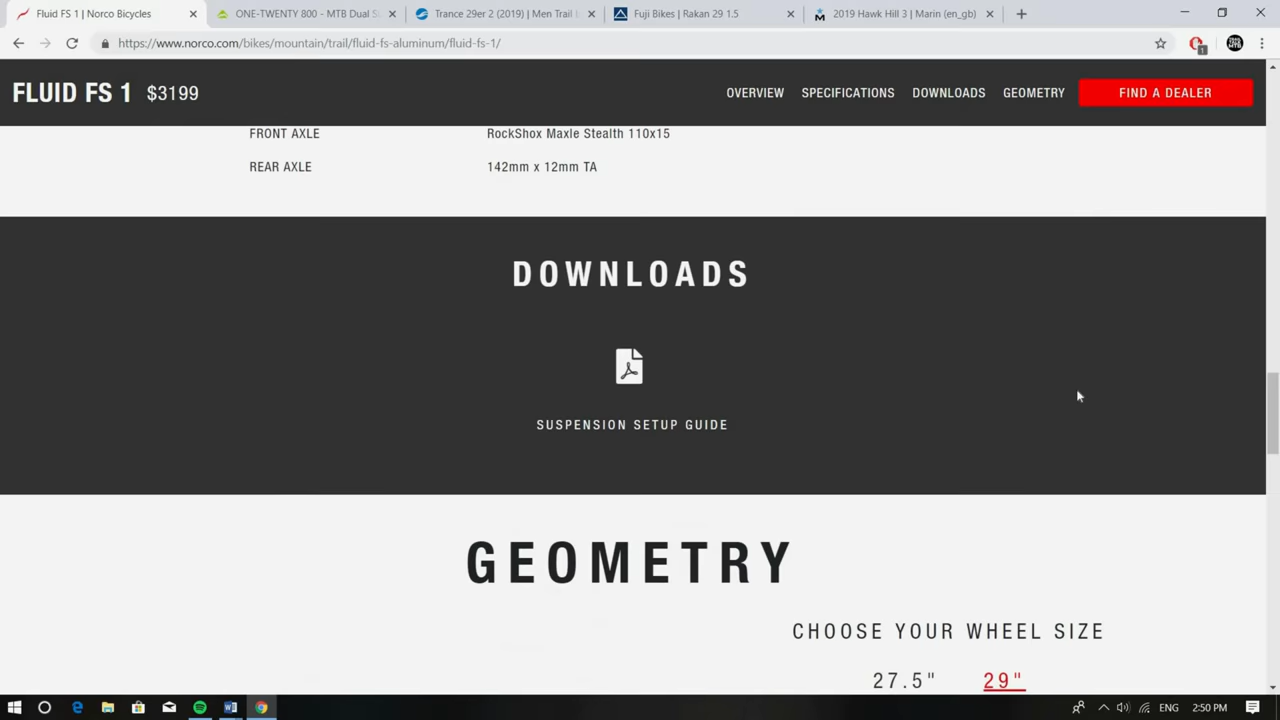 Fluid FS 1 | Norco Bicycles
ONE-TWENTY 800 - MTB Dual S
Trance 29er 2 (2019) | Men Trail
Fuji Bikes | Rakan 29 1.5
2019 Hawk Hill 3 | Marin (en_gb)
https://www.norco.com/bikes/mountain/trail/fluid-fs-aluminum/fluid-fs-1/
1
FLUID FS 1 $3199
OVERVIEW
SPECIFICATIONS
DOWNLOADS
GEOMETRY
FIND A DEALER
FRONT AXLE RockShox Maxle Stealth 110x15
REAR AXLE 142mm x 12mm TA
DOWNLOADS
SUSPENSION SETUP GUIDE
GEOMETRY
CHOOSE YOUR WHEEL SIZE
27.5" 29"
ENG 2:50 PM